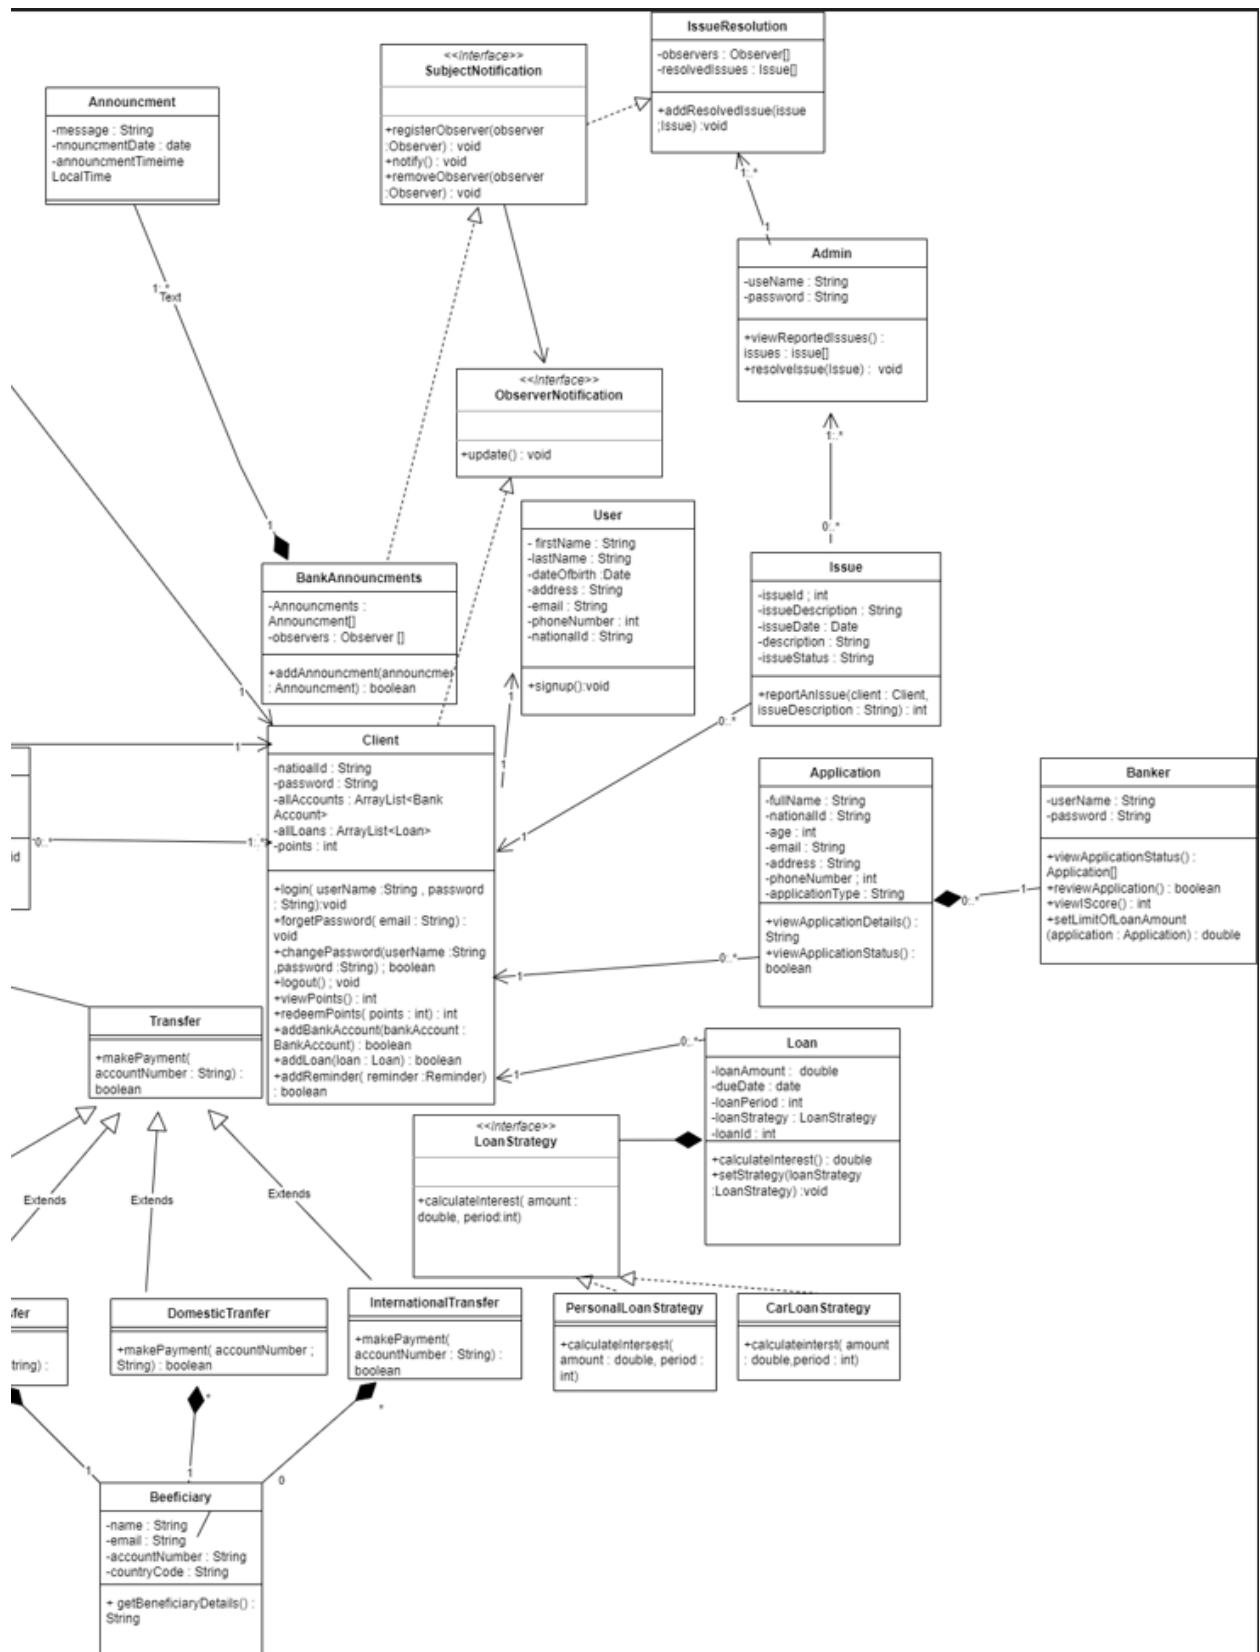 IssueResolution
-observers : Observer[]
-resolvedIssues : Issue[]
+addResolvedIssue(issue
;Issue) :void
<<Interface>>
SubjectNotification
+registerObserver(observer
:Observer) : void
+notify() : void
+removeObserver(observer
:Observer) : void
Announcment
-message : String
-nnouncmentDate : date
-announcmentTimeime
LocalTime
1:.*
1
Admin
-useName : String
-password : String
+viewReportedIssues() :
issues : issue[]
+resolveIssue(Issue) : void
1:.*
Text
<<Interface>>
ObserverNotification
+update() : void
1:.*
0:.*
1
User
- firstName : String
-lastName : String
-dateOfbirth :Date
-address : String
-email : String
-phoneNumber : int
-nationalId : String
+signup():void
BankAnnouncments
-Announcments :
Announcment[]
-observers : Observer []
+addAnnouncment(announcmer
: Announcment) : boolean
Issue
-issueId ; int
-issueDescription : String
-issueDate : Date
-description : String
-issueStatus : String
+reportAnIssue(client : Client,
issueDescription : String) : int
1
1
1
1
0:.*
1
Client
-natioalId : String
-password : String
-allAccounts : ArrayList<Bank
Account>
-allLoans : ArrayList<Loan>
-points : int
+login( userName :String , password
: String):void
+forgetPassword( email : String) :
void
+changePassword(userName :String
,password :String) ; boolean
+logout() ; void
+viewPoints() : int
+redeemPoints( points : int) : int
+addBankAccount(bankAccount :
BankAccount) : boolean
+addLoan(loan : Loan) : boolean
+addReminder( reminder :Reminder)
: boolean
id
0:.*
1:.*
Application
-fullName : String
-nationalId : String
-age : int
-email : String
-address : String
-phoneNumber ; int
-applicationType : String
+viewApplicationDetails() :
String
+viewApplicationStatus() :
boolean
Banker
-userName : String
-password : String
+viewApplicationStatus() :
Application[]
+reviewApplication() : boolean
+viewIScore() : int
+setLimitOfLoanAmount
(application : Application) : double
0:.*
1
0:.*
1
0:.*
1
Transfer
+makePayment(
accountNumber : String) :
boolean
Loan
-loanAmount : double
-dueDate : date
-loanPeriod : int
-loanStrategy : LoanStrategy
-loanId : int
+calculateInterest() : double
+setStrategy(loanStrategy
:LoanStrategy) :void
<<Interface>>
LoanStrategy
+calculateInterest( amount :
double, period:int)
Extends
Extends
Extends
sfer
tring) :
DomesticTranfer
+makePayment( accountNumber ;
String) : boolean
InternationalTransfer
+makePayment(
accountNumber : String) :
boolean
PersonalLoanStrategy
+calculateIntersest(
amount : double, period :
int)
CarLoanStrategy
+calculateinterst( amount
: double,period : int)
*
*
1
1
0
Beeficiary
-name : String
-email : String
-accountNumber : String
-countryCode : String
+ getBeneficiaryDetails() :
String